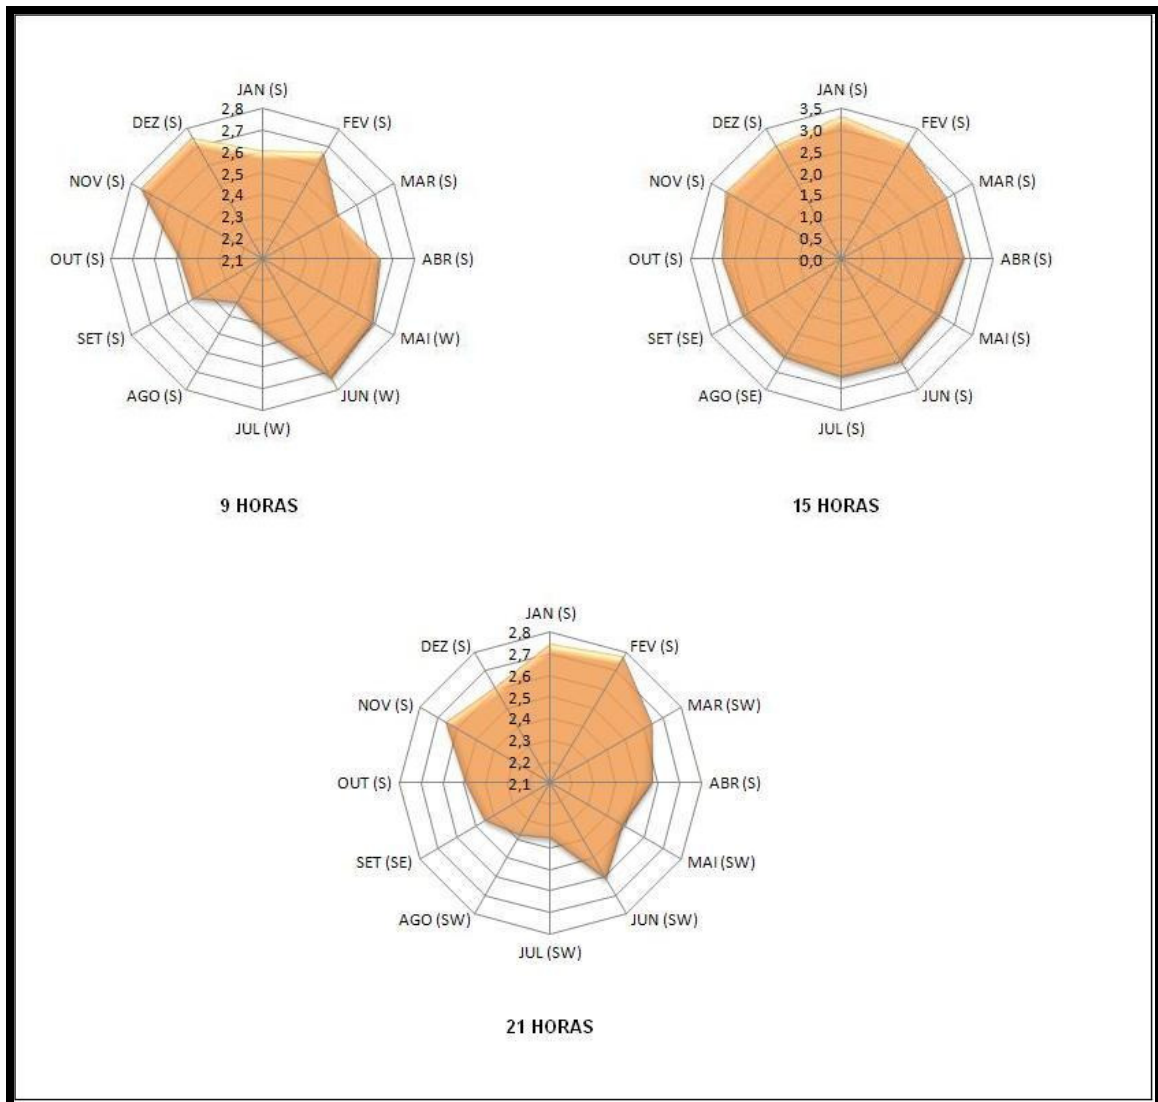 JAN (S)
2,8
DEZ (S)
FEV (S)
2,7
2,6
NOV (S)
2,5
MAR (S)
2,4
2,3
2,2
OUT (S)
2,1
ABR (S)
SET (S)
MAI (W)
AGO (S)
JUN (W)
JUL (W)
9 HORAS
JAN (S)
3,5
DEZ (S)
FEV (S)
3,0
2,5
NOV (S)
2,0
MAR (S)
1,5
1,0
0,5
OUT (S)
0,0
ABR (S)
SET (SE)
MAI (S)
AGO (SE)
JUN (S)
JUL (S)
15 HORAS
JAN (S)
2,8
DEZ (S)
FEV (S)
2,7
2,6
NOV (S)
2,5
MAR (SW)
2,4
2,3
2,2
OUT (S)
2,1
ABR (S)
SET (SE)
MAI (SW)
AGO (SW)
JUN (SW)
JUL (SW)
21 HORAS